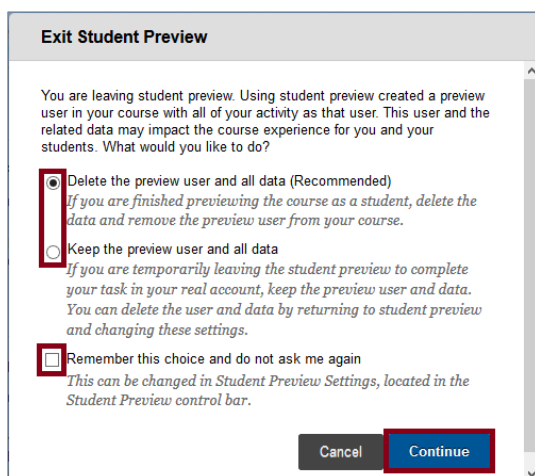 Exit Student Preview
You are leaving student preview. Using student preview created a preview
user in your course with all of your activity as that user. This user and the
related data may impact the course experience for you and your
students. What would you like to do?
Delete the preview user and all data (Recommended)
If you are finished previewing the course as a student, delete the
data and remove the preview user from your course.
Keep the preview user and all data
If you are temporarily leaving the student preview to complete
your task in your real account, keep the preview user and data.
You can delete the user and data by returning to student preview
and changing these settings.
Remember this choice and do not ask me again
This can be changed in Student Preview Settings, located in the
Student Preview control bar.
Cancel Continue